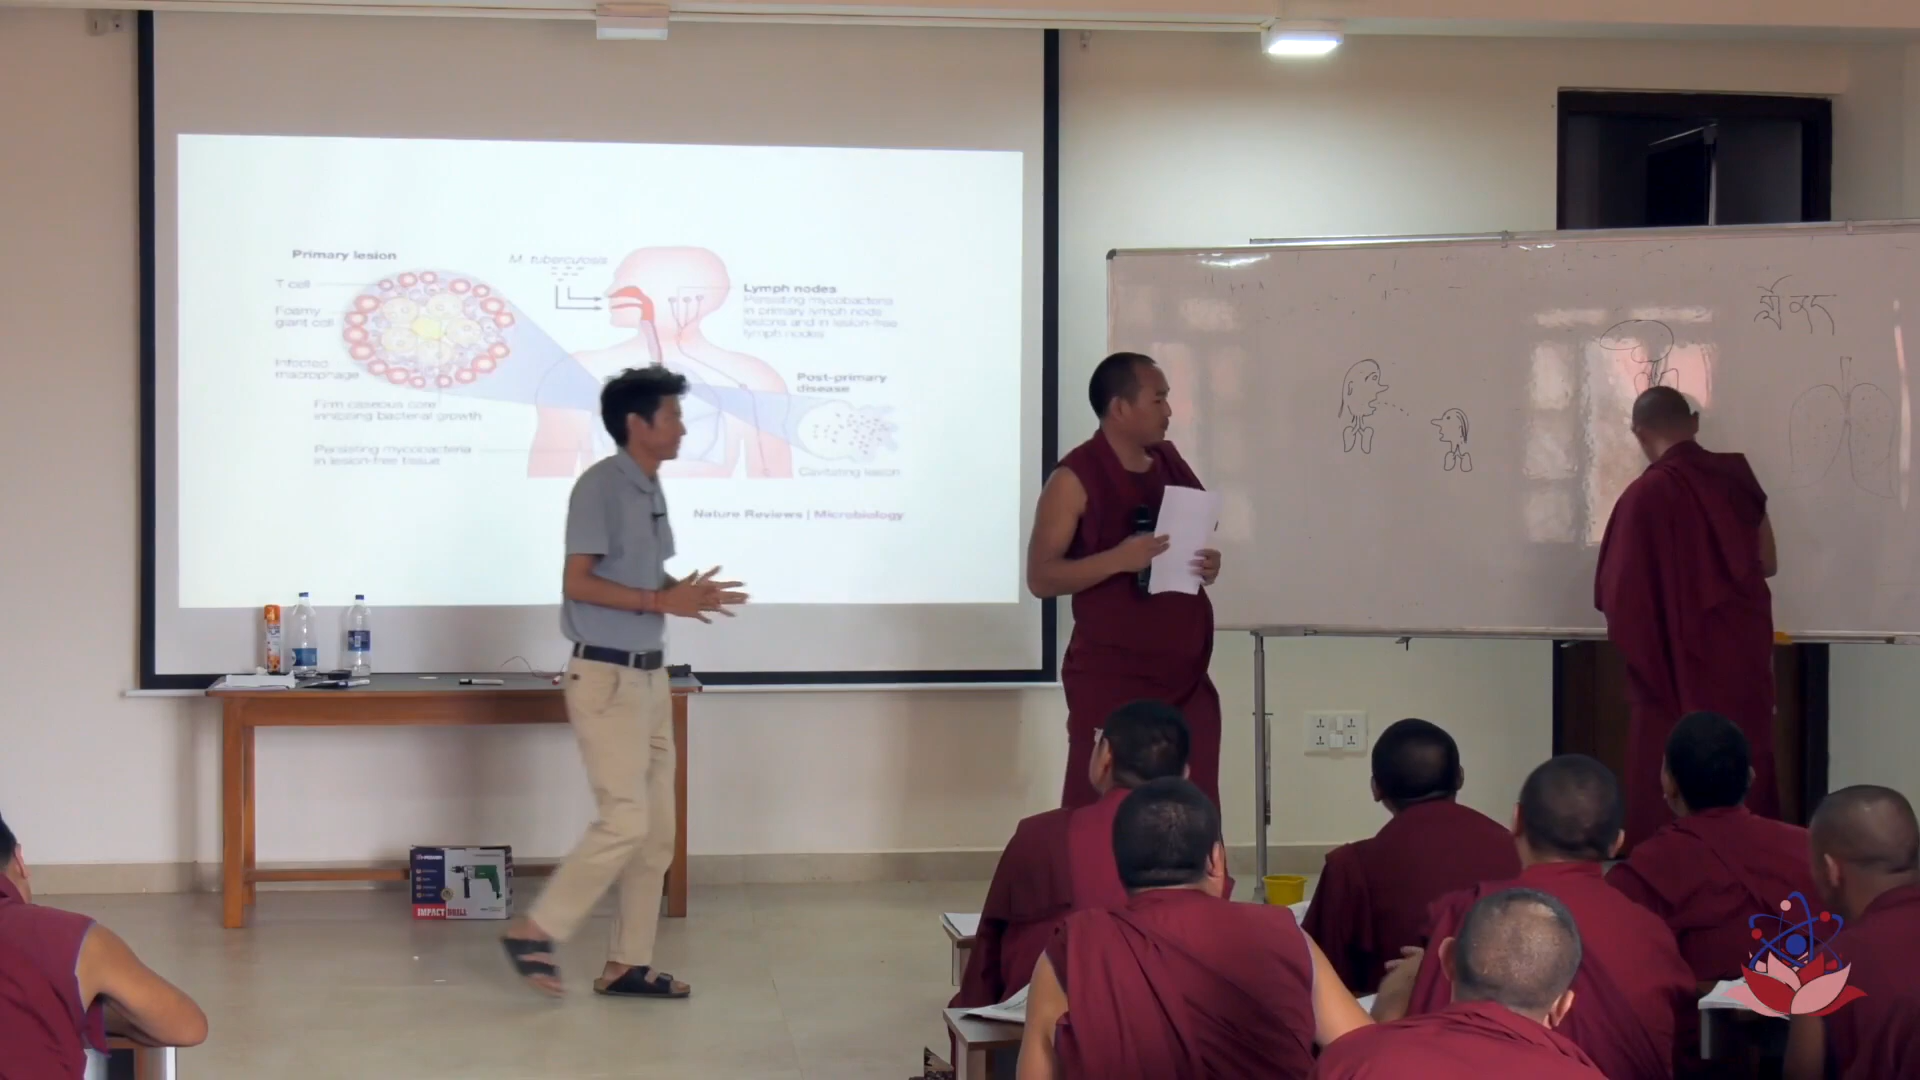 Primary lesion
T cell
Foamy
giant cell
Infected
macrophage
Firm caseous core
inhibiting bacterial growth
Persisting mycobacteria
in lesion-free tissue
M. tuberculosis
Lymph nodes
Persisting mycobacteria
in primary lymph node
lesions and in lesion-free
lymph nodes
Post-primary
disease
Cavitating lesion
Nature Reviews | Microbiology
IMPACT DRILL